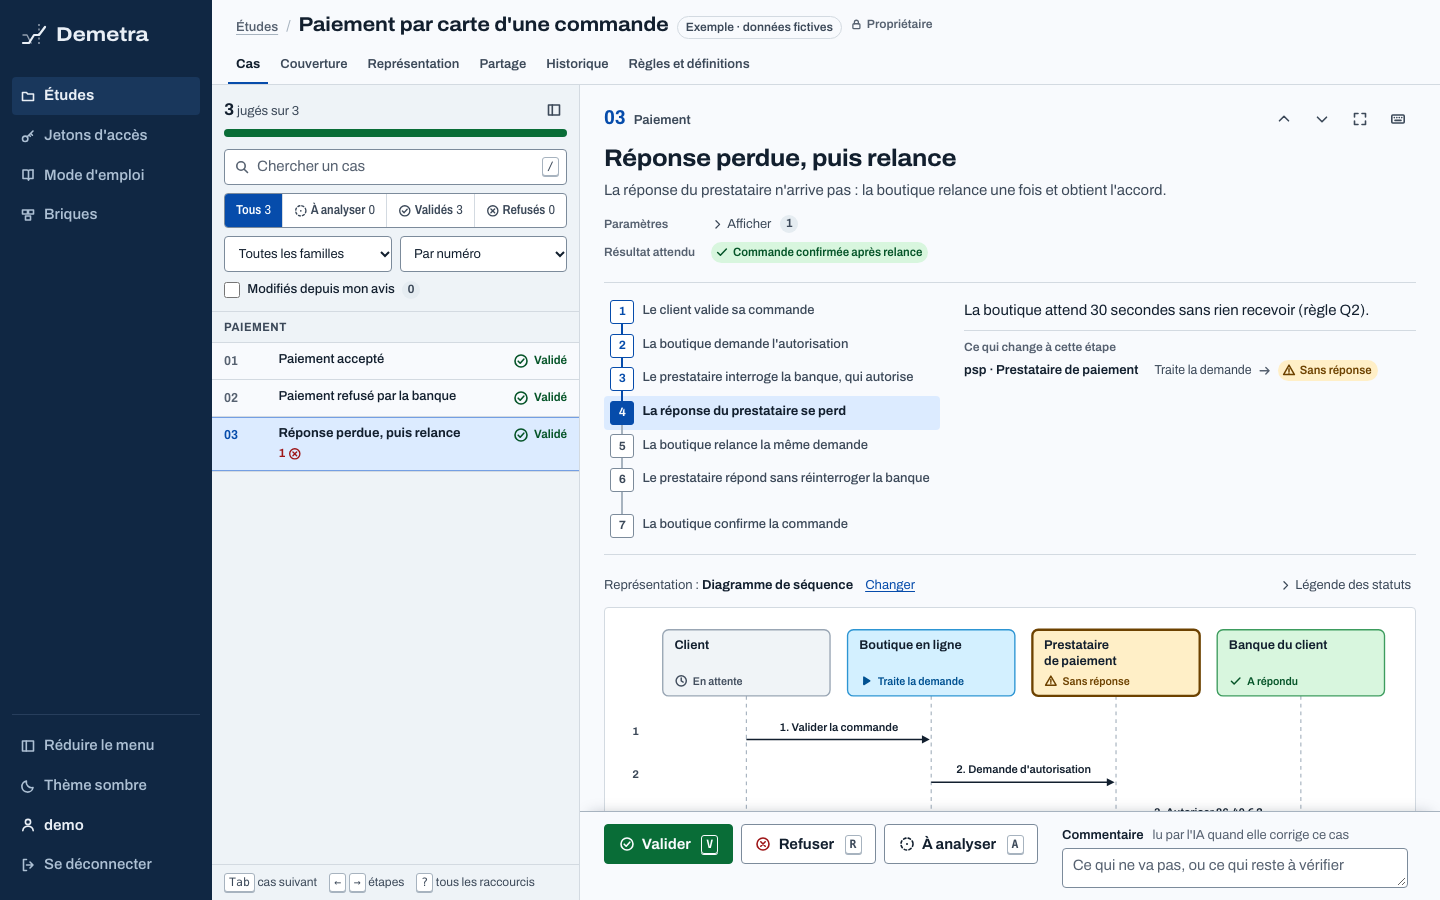 Demetra
Études
Jetons d'accès
Mode d'emploi
Briques
Réduire le menu
Thème sombre
demo
Se déconnecter
Études / Paiement par carte d'une commande Exemple · données fictives Propriétaire
Cas Couverture Représentation Partage Historique Règles et définitions
3 jugés sur 3
Chercher un cas /
Tous 3 À analyser 0 Validés 3 Refusés 0
Toutes les familles Par numéro
Modifiés depuis mon avis 0
PAIEMENT
01 Paiement accepté Validé
02 Paiement refusé par la banque Validé
03 Réponse perdue, puis relance Validé
1
Tab cas suivant ← → étapes ? tous les raccourcis
03 Paiement
Réponse perdue, puis relance
La réponse du prestataire n'arrive pas : la boutique relance une fois et obtient l'accord.
Paramètres Afficher 1
Résultat attendu Commande confirmée après relance
1 Le client valide sa commande
2 La boutique demande l'autorisation
3 Le prestataire interroge la banque, qui autorise
4 La réponse du prestataire se perd
5 La boutique relance la même demande
6 Le prestataire répond sans réinterroger la banque
7 La boutique confirme la commande
La boutique attend 30 secondes sans rien recevoir (règle Q2).
Ce qui change à cette étape
psp · Prestataire de paiement Traite la demande → Sans réponse
Représentation : Diagramme de séquence Changer Légende des statuts
Client
En attente
Boutique en ligne
Traite la demande
Prestataire
de paiement
Sans réponse
Banque du client
A répondu
1 1. Valider la commande
2 2. Demande d'autorisation
Valider V Refuser R À analyser A
Commentaire lu par l'IA quand elle corrige ce cas
Ce qui ne va pas, ou ce qui reste à vérifier